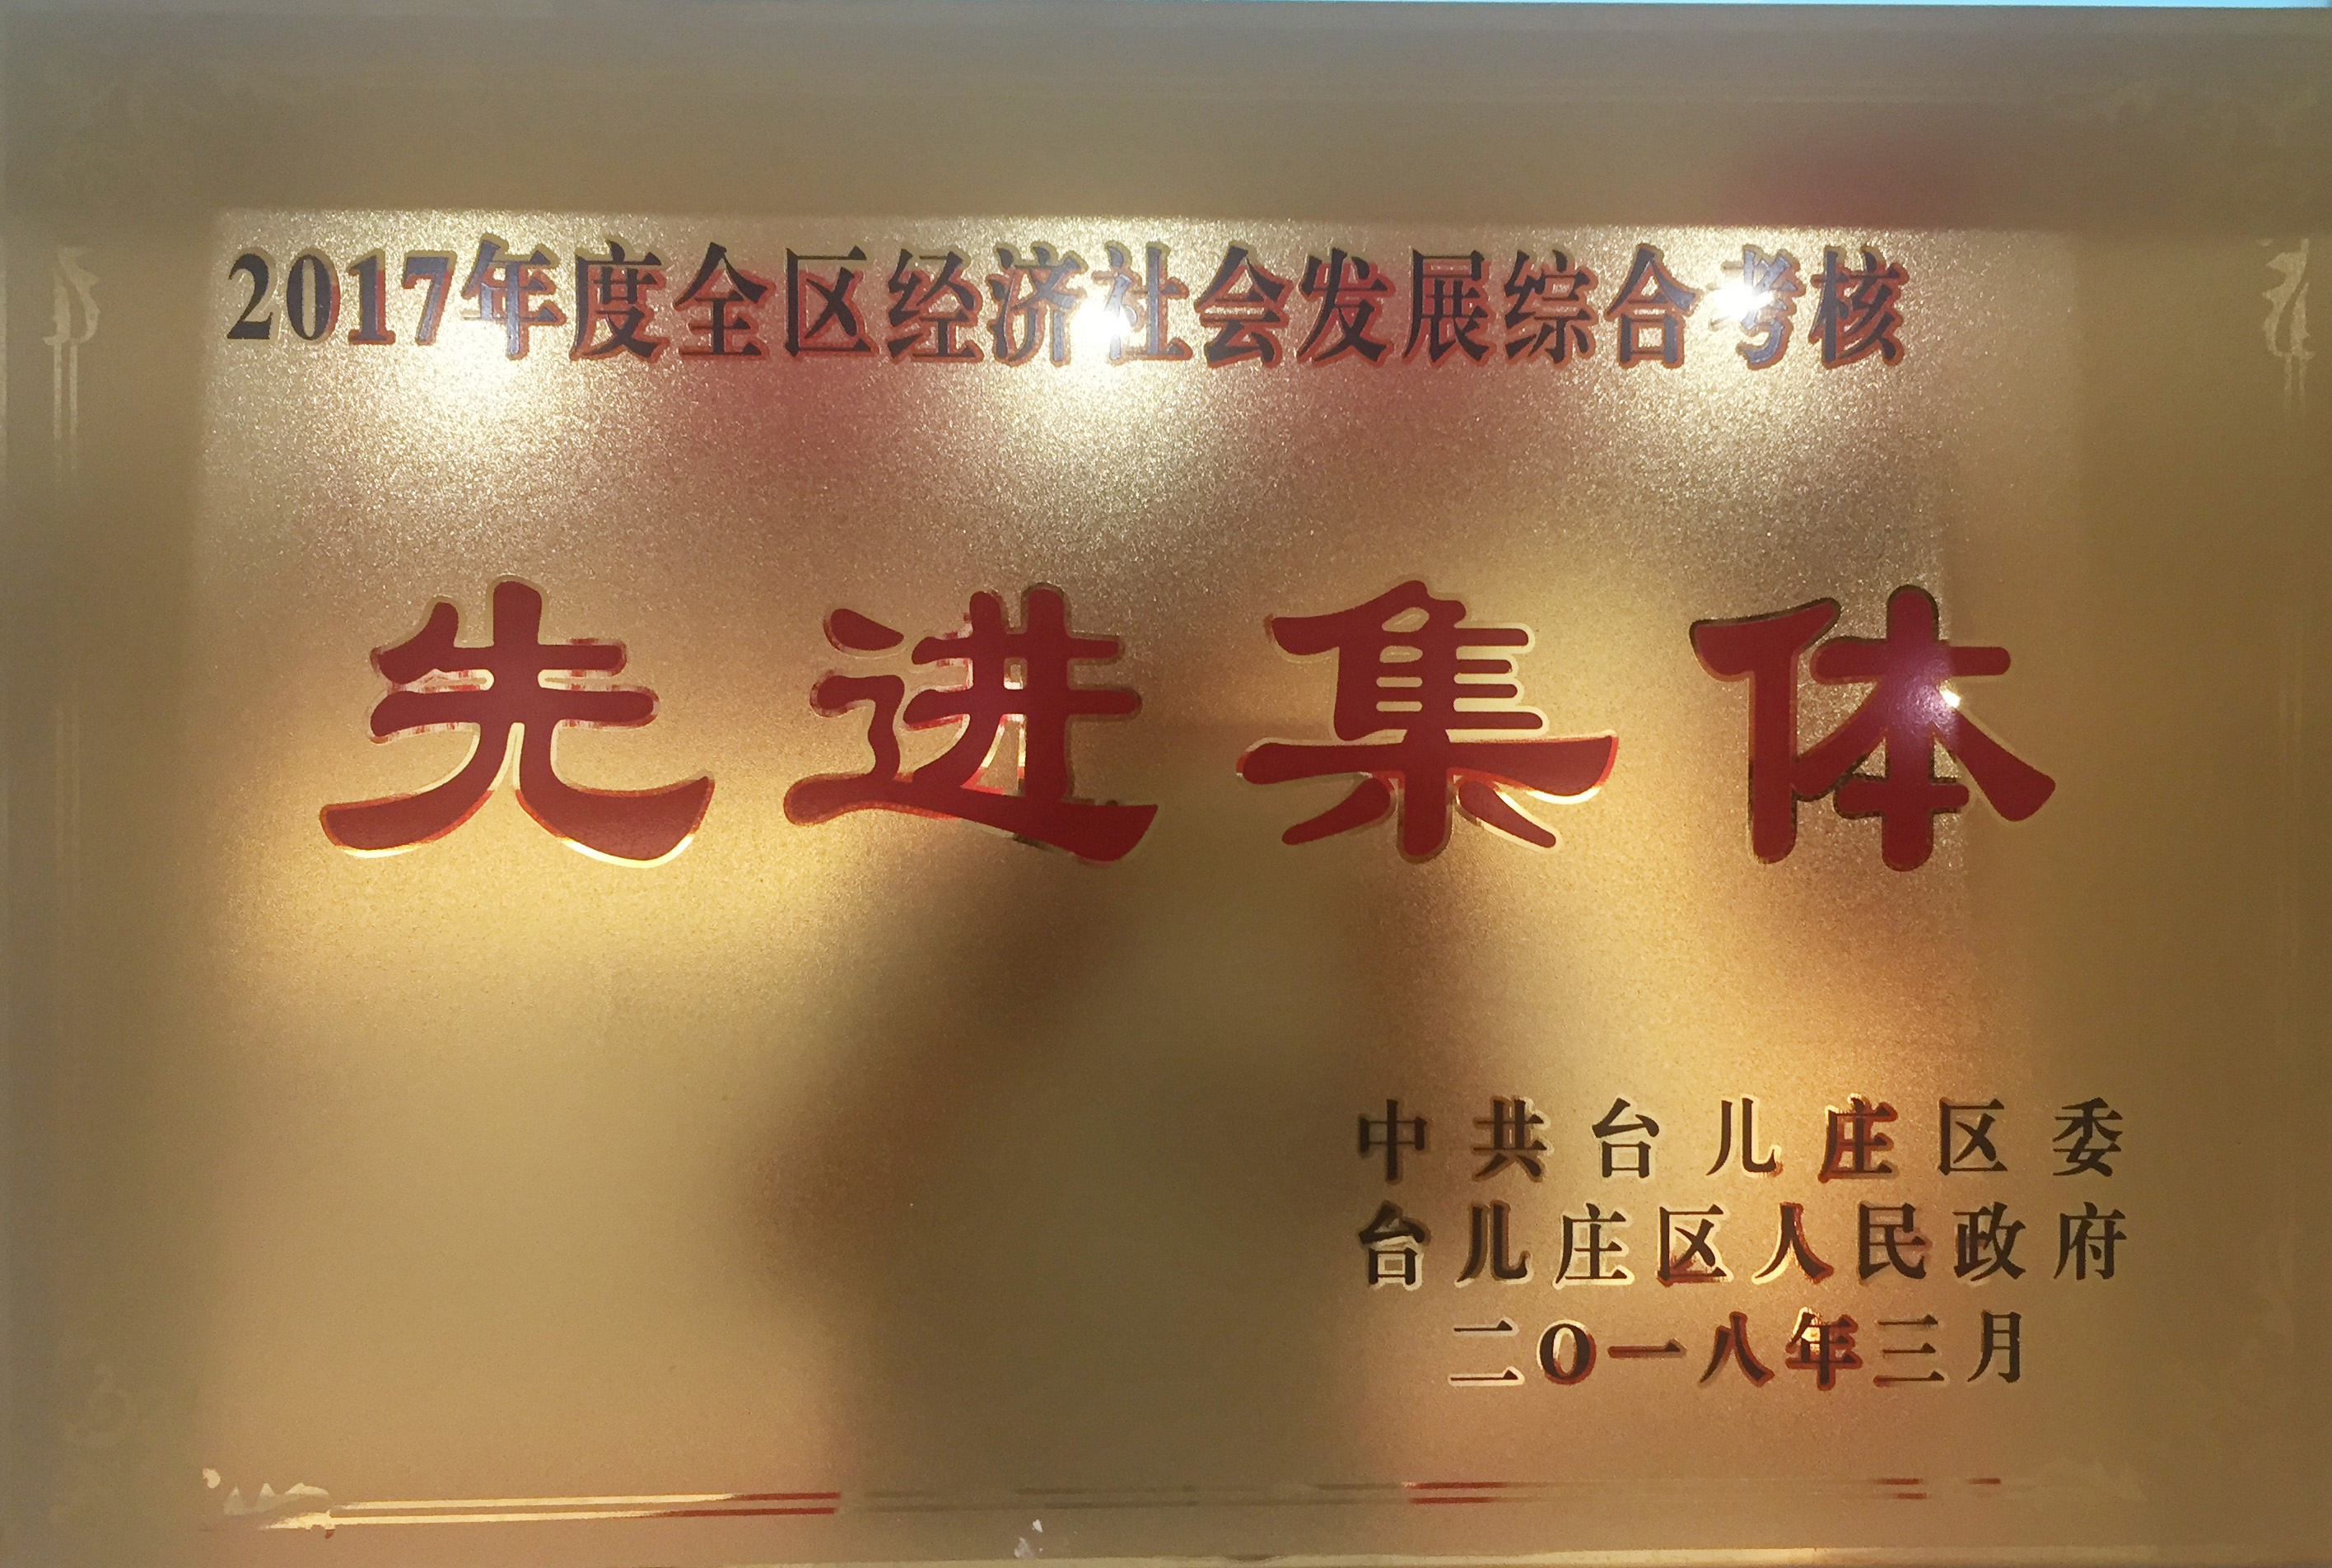 2017年度全区经济社会发展综合考核
先进集体
中共台儿庄区委
台儿庄区人民政府
二O一八年三月